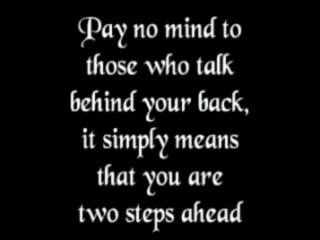 Pay no mind to
those who talk
behind your back,
it simply means
that you are
two steps ahead